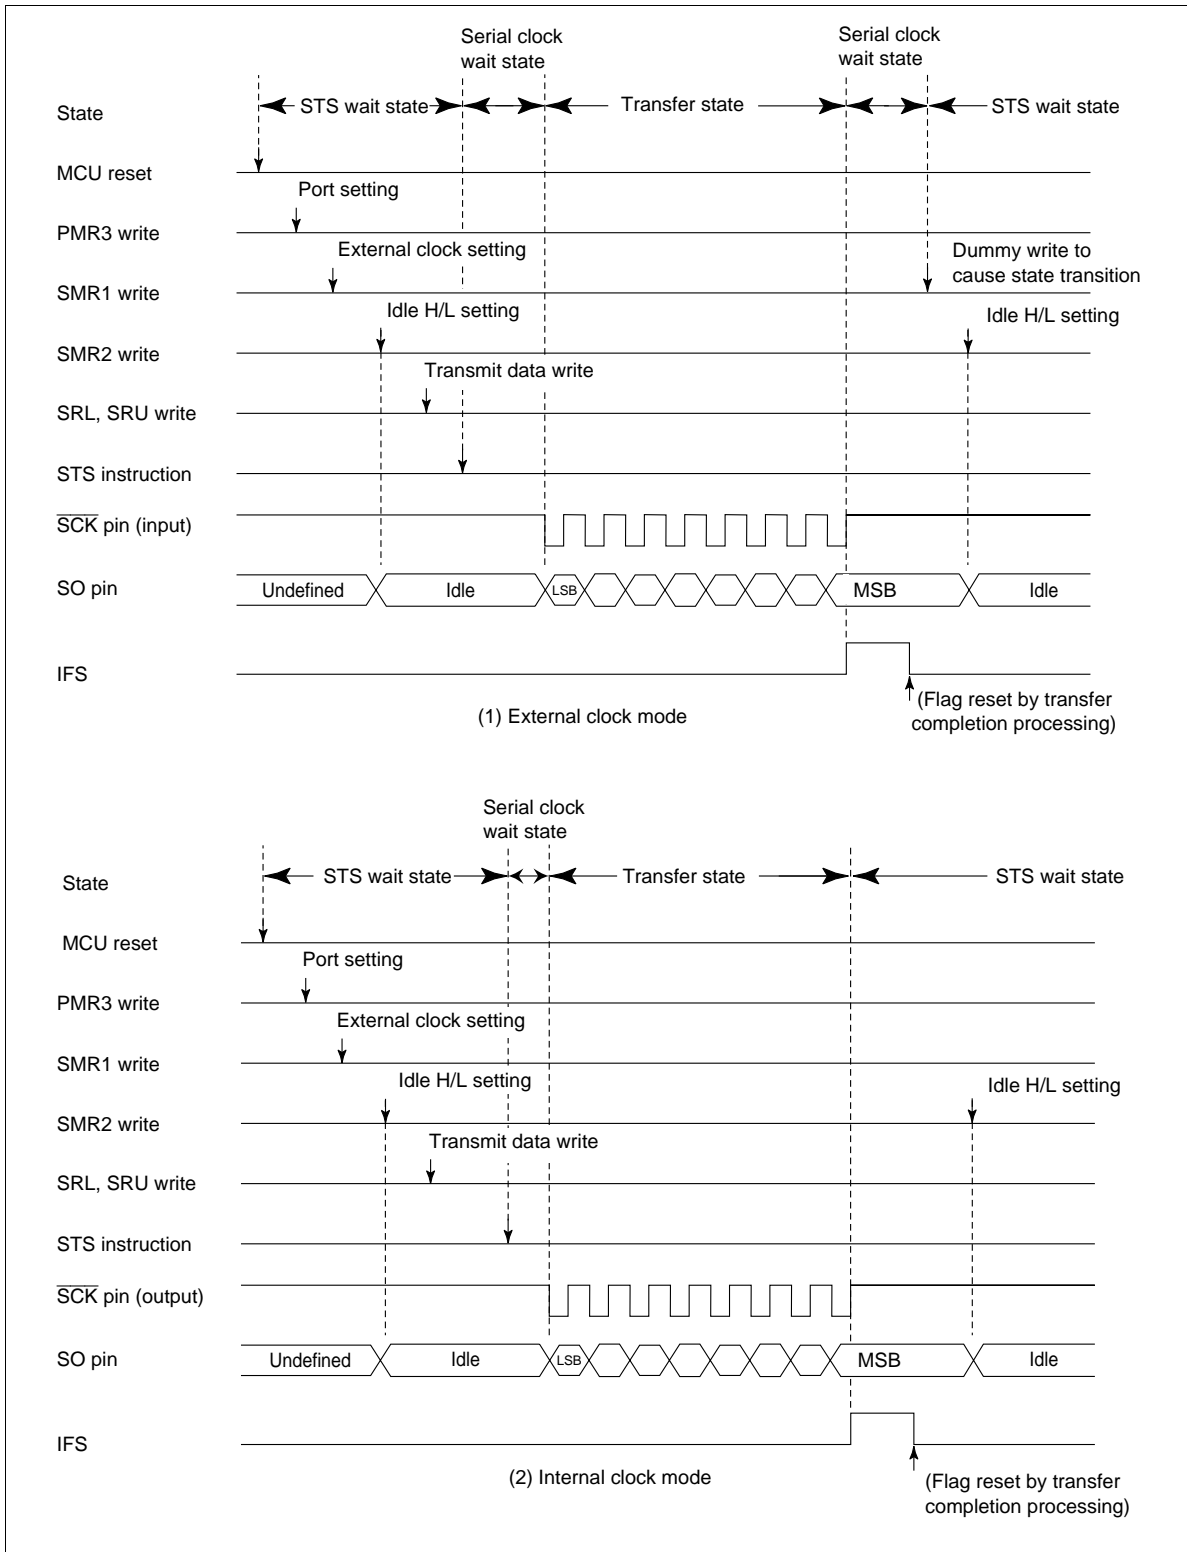 Serial clock
wait state
Serial clock
wait state
State
STS wait state
Transfer state
STS wait state
MCU reset
Port setting
PMR3 write
External clock setting
Dummy write to
cause state transition
SMR1 write
Idle H/L setting
Idle H/L setting
SMR2 write
Transmit data write
SRL, SRU write
STS instruction
SCK pin (input)
SO pin
Undefined
Idle
LSB
MSB
Idle
IFS
(Flag reset by transfer
completion processing)
(1) External clock mode
Serial clock
wait state
State
STS wait state
Transfer state
STS wait state
MCU reset
Port setting
PMR3 write
External clock setting
SMR1 write
Idle H/L setting
Idle H/L setting
SMR2 write
Transmit data write
SRL, SRU write
STS instruction
SCK pin (output)
SO pin
Undefined
Idle
LSB
MSB
Idle
IFS
(Flag reset by transfer
completion processing)
(2) Internal clock mode